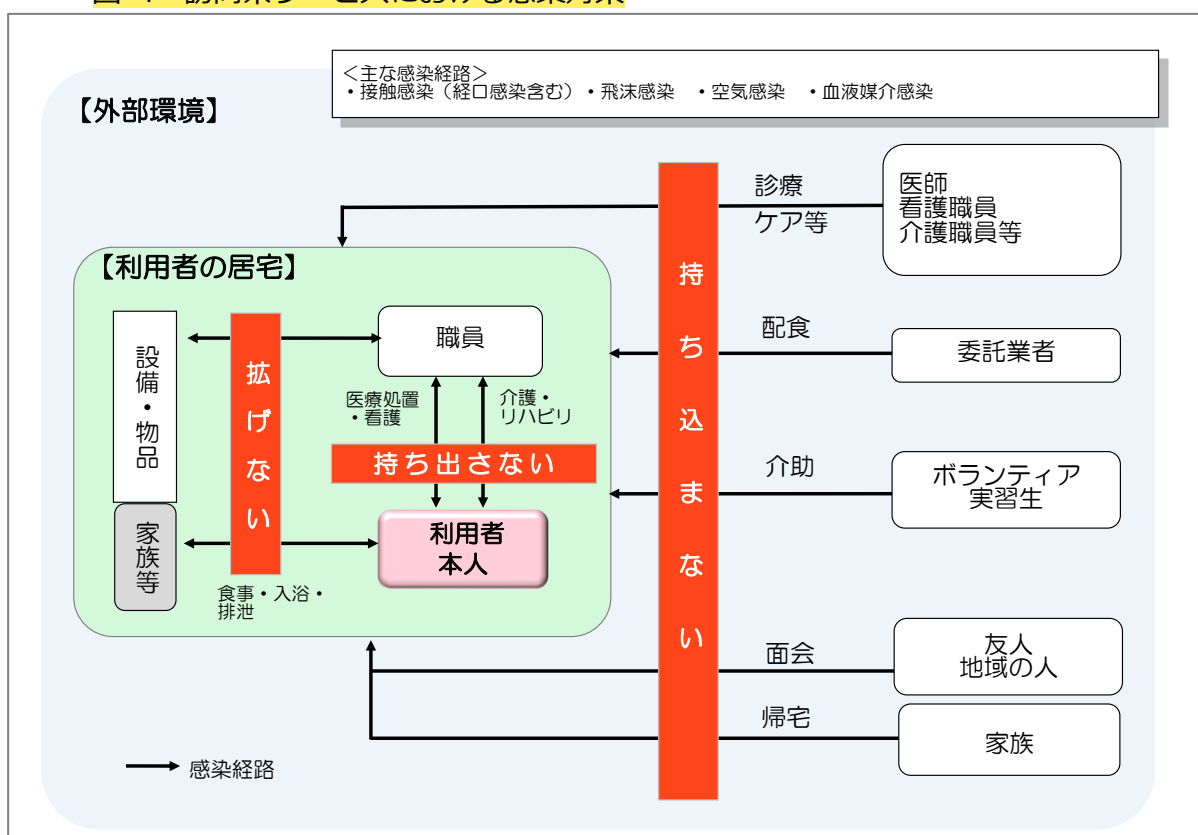 <主な感染経路>
・接触感染（経口感染含む）・飛沫感染　・空気感染　・血液媒介感染
【外部環境】
診療
ケア等
医師
看護職員
介護職員等
【利用者の居宅】
持ち込まない
設備・物品
拡げない
職員
配食
委託業者
医療処置
・看護
介護・
リハビリ
持ち出さない
介助
ボランティア
実習生
家族等
利用者
本人
食事・入浴・
排泄
面会
友人
地域の人
帰宅
家族
感染経路